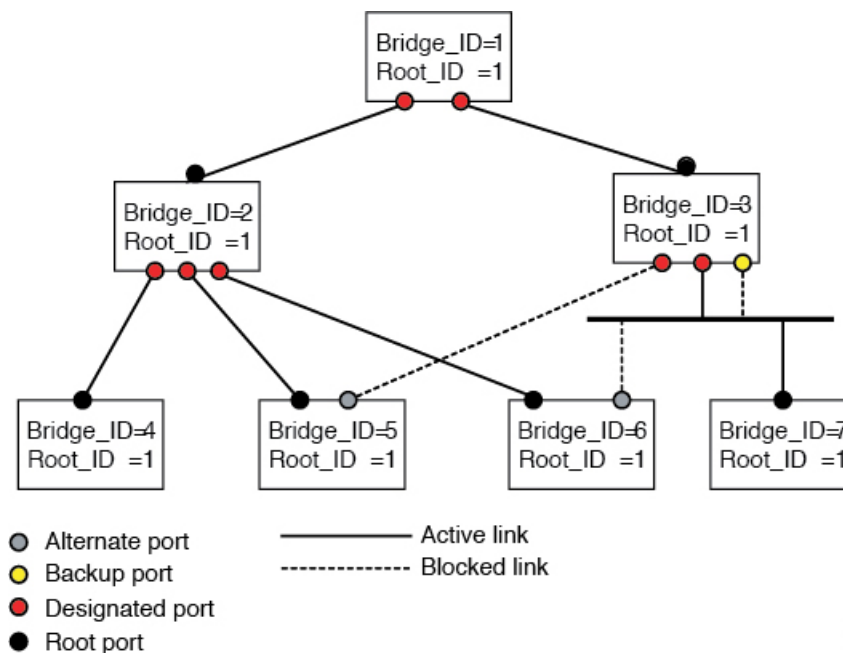 Bridge_ID=1
Root_ID =1
Bridge_ID=2
Root_ID =1
Bridge_ID=3
Root_ID =1
Bridge_ID=4
Root_ID =1
Bridge_ID=5
Root_ID =1
Bridge_ID=6
Root_ID =1
Bridge_ID=7
Root_ID =1
Alternate port
Backup port
Designated port
Root port
Active link
Blocked link